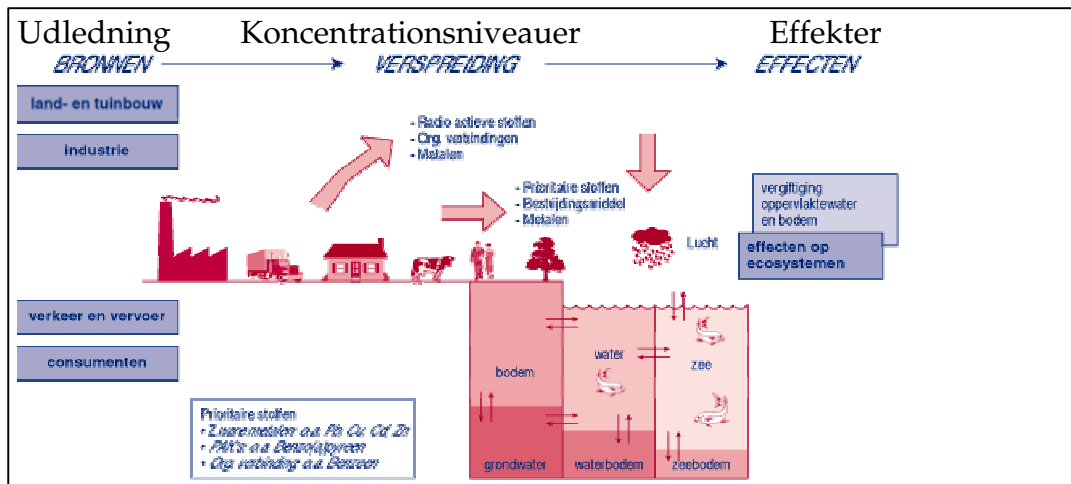 Udledning Koncentrationsniveauer Effekter
BRONNEN VERSPREIDING EFFECTEN
land- en tuinbouw
industrie
- Radio actieve stoffen
- Org. verbindingen
- Metalen
- Prioritaire stoffen
- Bestrijdingsmiddel
- Metalen
Lucht
vergiftiging
oppervlaktewater
en bodem
effecten op
ecosystemen
verkeer en vervoer
consumenten
bodem
water
zee
grondwater
waterbodem
zeebodem
Prioritaire stoffen
• Zware metalen o.a. Pb, Cu, Cd, Zn
• PAK's o.a. Benzo(a)pyreen
• Org. verbinding o.a. Benzeen